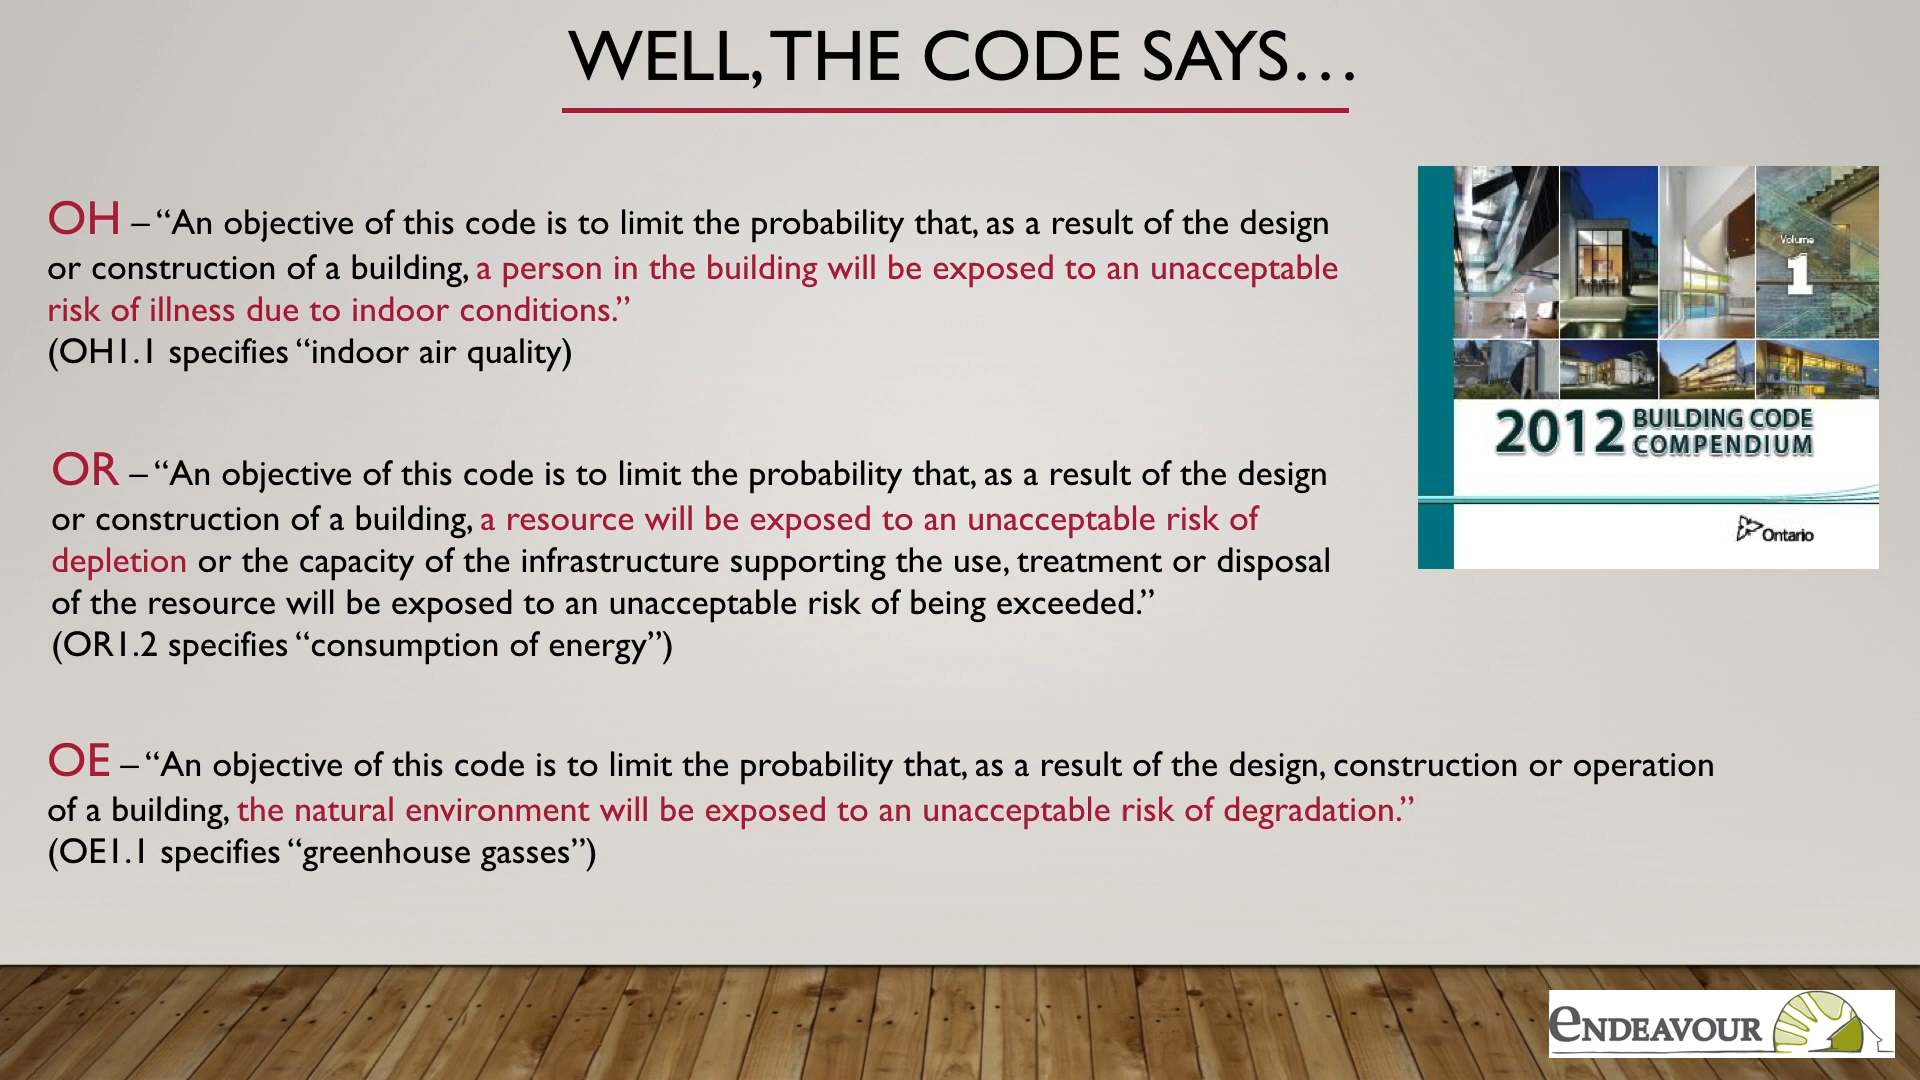 WELL, THE CODE SAYS…
OH – “An objective of this code is to limit the probability that, as a result of the design
or construction of a building, a person in the building will be exposed to an unacceptable
risk of illness due to indoor conditions.”
(OH1.1 specifies “indoor air quality)
Volume
1
2012 BUILDING CODE
COMPENDIUM
Ontario
OR – “An objective of this code is to limit the probability that, as a result of the design
or construction of a building, a resource will be exposed to an unacceptable risk of
depletion or the capacity of the infrastructure supporting the use, treatment or disposal
of the resource will be exposed to an unacceptable risk of being exceeded.”
(OR1.2 specifies “consumption of energy”)
OE – “An objective of this code is to limit the probability that, as a result of the design, construction or operation
of a building, the natural environment will be exposed to an unacceptable risk of degradation.”
(OE1.1 specifies “greenhouse gasses”)
ENDEAVOUR